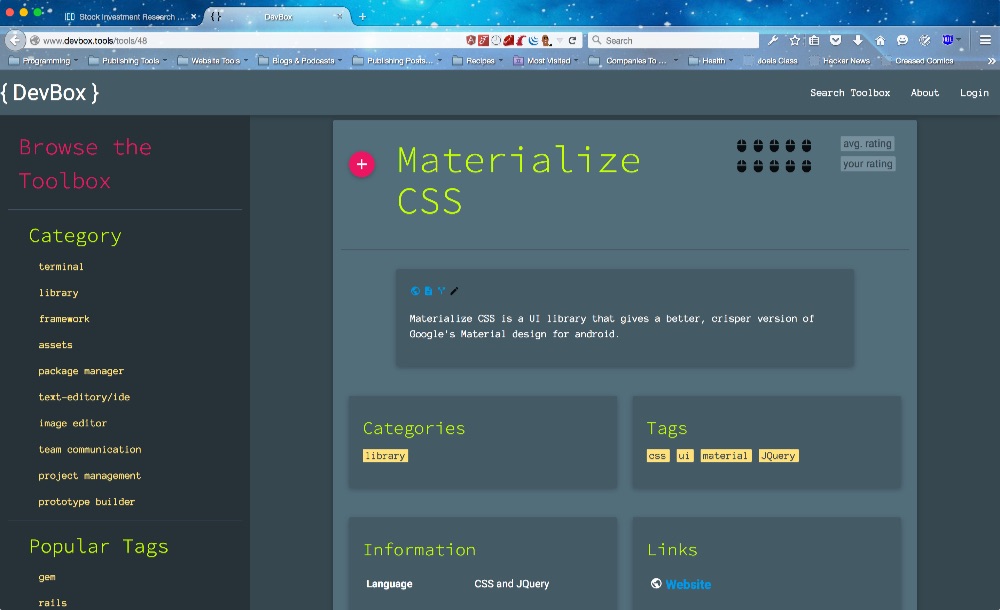 Stock Investment Research ...
DevBox
www.devbox.tools/tools/48
Search
Programming
Publishing Tools
Website Tools
Blogs & Podcasts
Publishing Posts...
Recipes
Most Visited
Companies To ...
Health
Joels Class
Hacker News
Greased Comics
{ DevBox }
Search Toolbox
About
Login
Browse the
Toolbox
Category
terminal
library
framework
assets
package manager
text-editory/ide
image editor
team communication
project management
prototype builder
Popular Tags
gem
rails
Materialize
CSS
avg. rating
your rating
Materialize CSS is a UI library that gives a better, crisper version of
Google's Material design for android.
Categories
library
Tags
css ui material JQuery
Information
Language CSS and JQuery
Links
Website